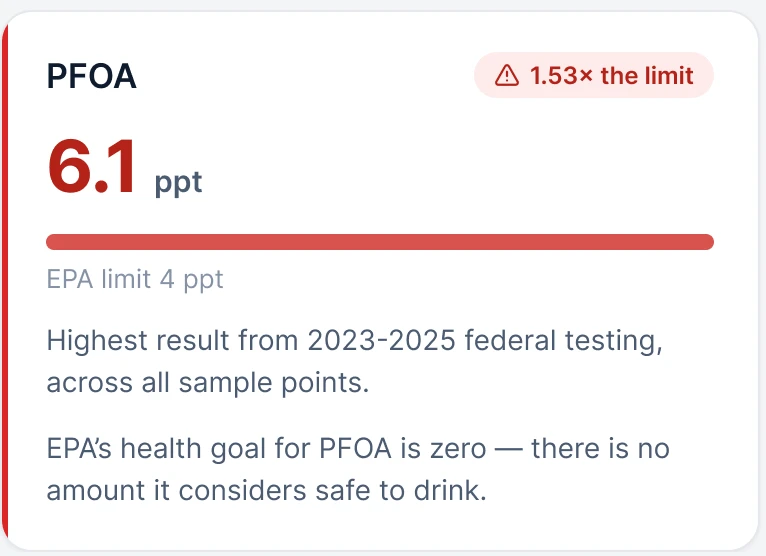 PFOA
1.53× the limit
6.1 ppt
EPA limit 4 ppt
Highest result from 2023-2025 federal testing,
across all sample points.
EPA’s health goal for PFOA is zero — there is no
amount it considers safe to drink.